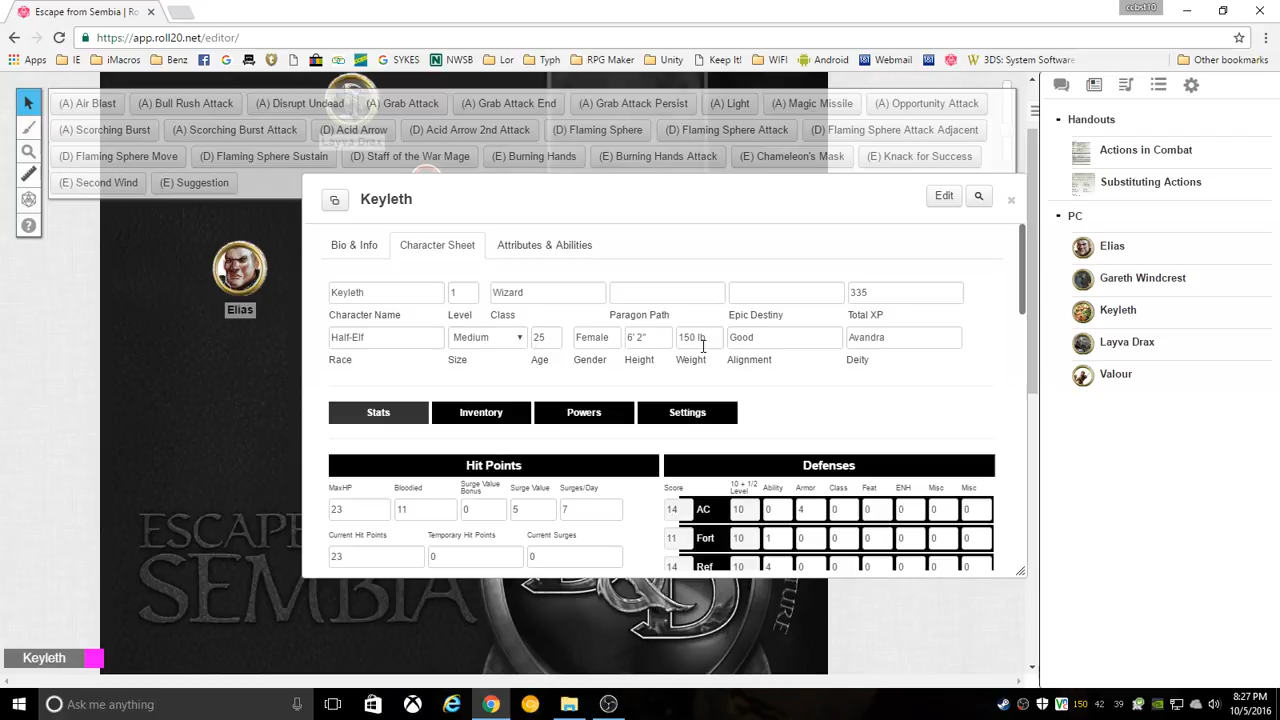 ccbsf10
Escape from Sembia | Ro
https://app.roll20.net/editor/
Apps IE iMacros Benz SYKES NWSB Lor Tyth RPG Maker Unity WIFI Android Emerald Web 3DS: System Softwa Other bookmarks
(A) Air Blast (A) Bull Rush Attack (A) Disrupt Undead (A) Grab Attack (A) Grab Attack End (A) Grab Attack Persist (A) Light (A) Magic Missile (A) Opportunity Attack
(A) Scorching Burst (A) Scorching Burst Attack (D) Acid Arrow (D) Acid Arrow 2nd Attack (D) Flaming Sphere (D) Flaming Sphere Attack (D) Flaming Sphere Attack Adjacent
Layva Drax
(D) Flaming Sphere Move (D) Flaming Sphere Sustain (D) Staff of the War Mage (E) Burning Hands (E) Burning Hands Attack (E) Chameleon's Mask (E) Knack for Success
(E) Second Wind (E) Suggestion
Elias
Keyleth
Edit
Bio & Info Character Sheet Attributes & Abilities
Keyleth 1 Wizard 335
Character Name Level Class Paragon Path Epic Destiny Total XP
Half-Elf Medium 25 Female 6' 2" 150 lb Good Avandra
Race Size Age Gender Height Weight Alignment Deity
Stats Inventory Powers Settings
Hit Points
MaxHP Bloodied Surge Value Bonus Surge Value Surges/Day
23 11 0 5 7
Current Hit Points Temporary Hit Points Current Surges
23 0 0
Defenses
Score 10 + 1/2 Level Ability Armor Class Feat ENH Misc Misc
14 AC 10 0 4 0 0 0 0 0
11 Fort 10 1 0 0 0 0 0 0
14 Ref 10 4 0 0 0 0 0 0
Handouts
Actions in Combat
Substituting Actions
PC
Elias
Gareth Windcrest
Keyleth
Layva Drax
Valour
ESCAPE
SEMBIA
Keyleth
Ask me anything
150 42 39
8:27 PM
10/5/2016